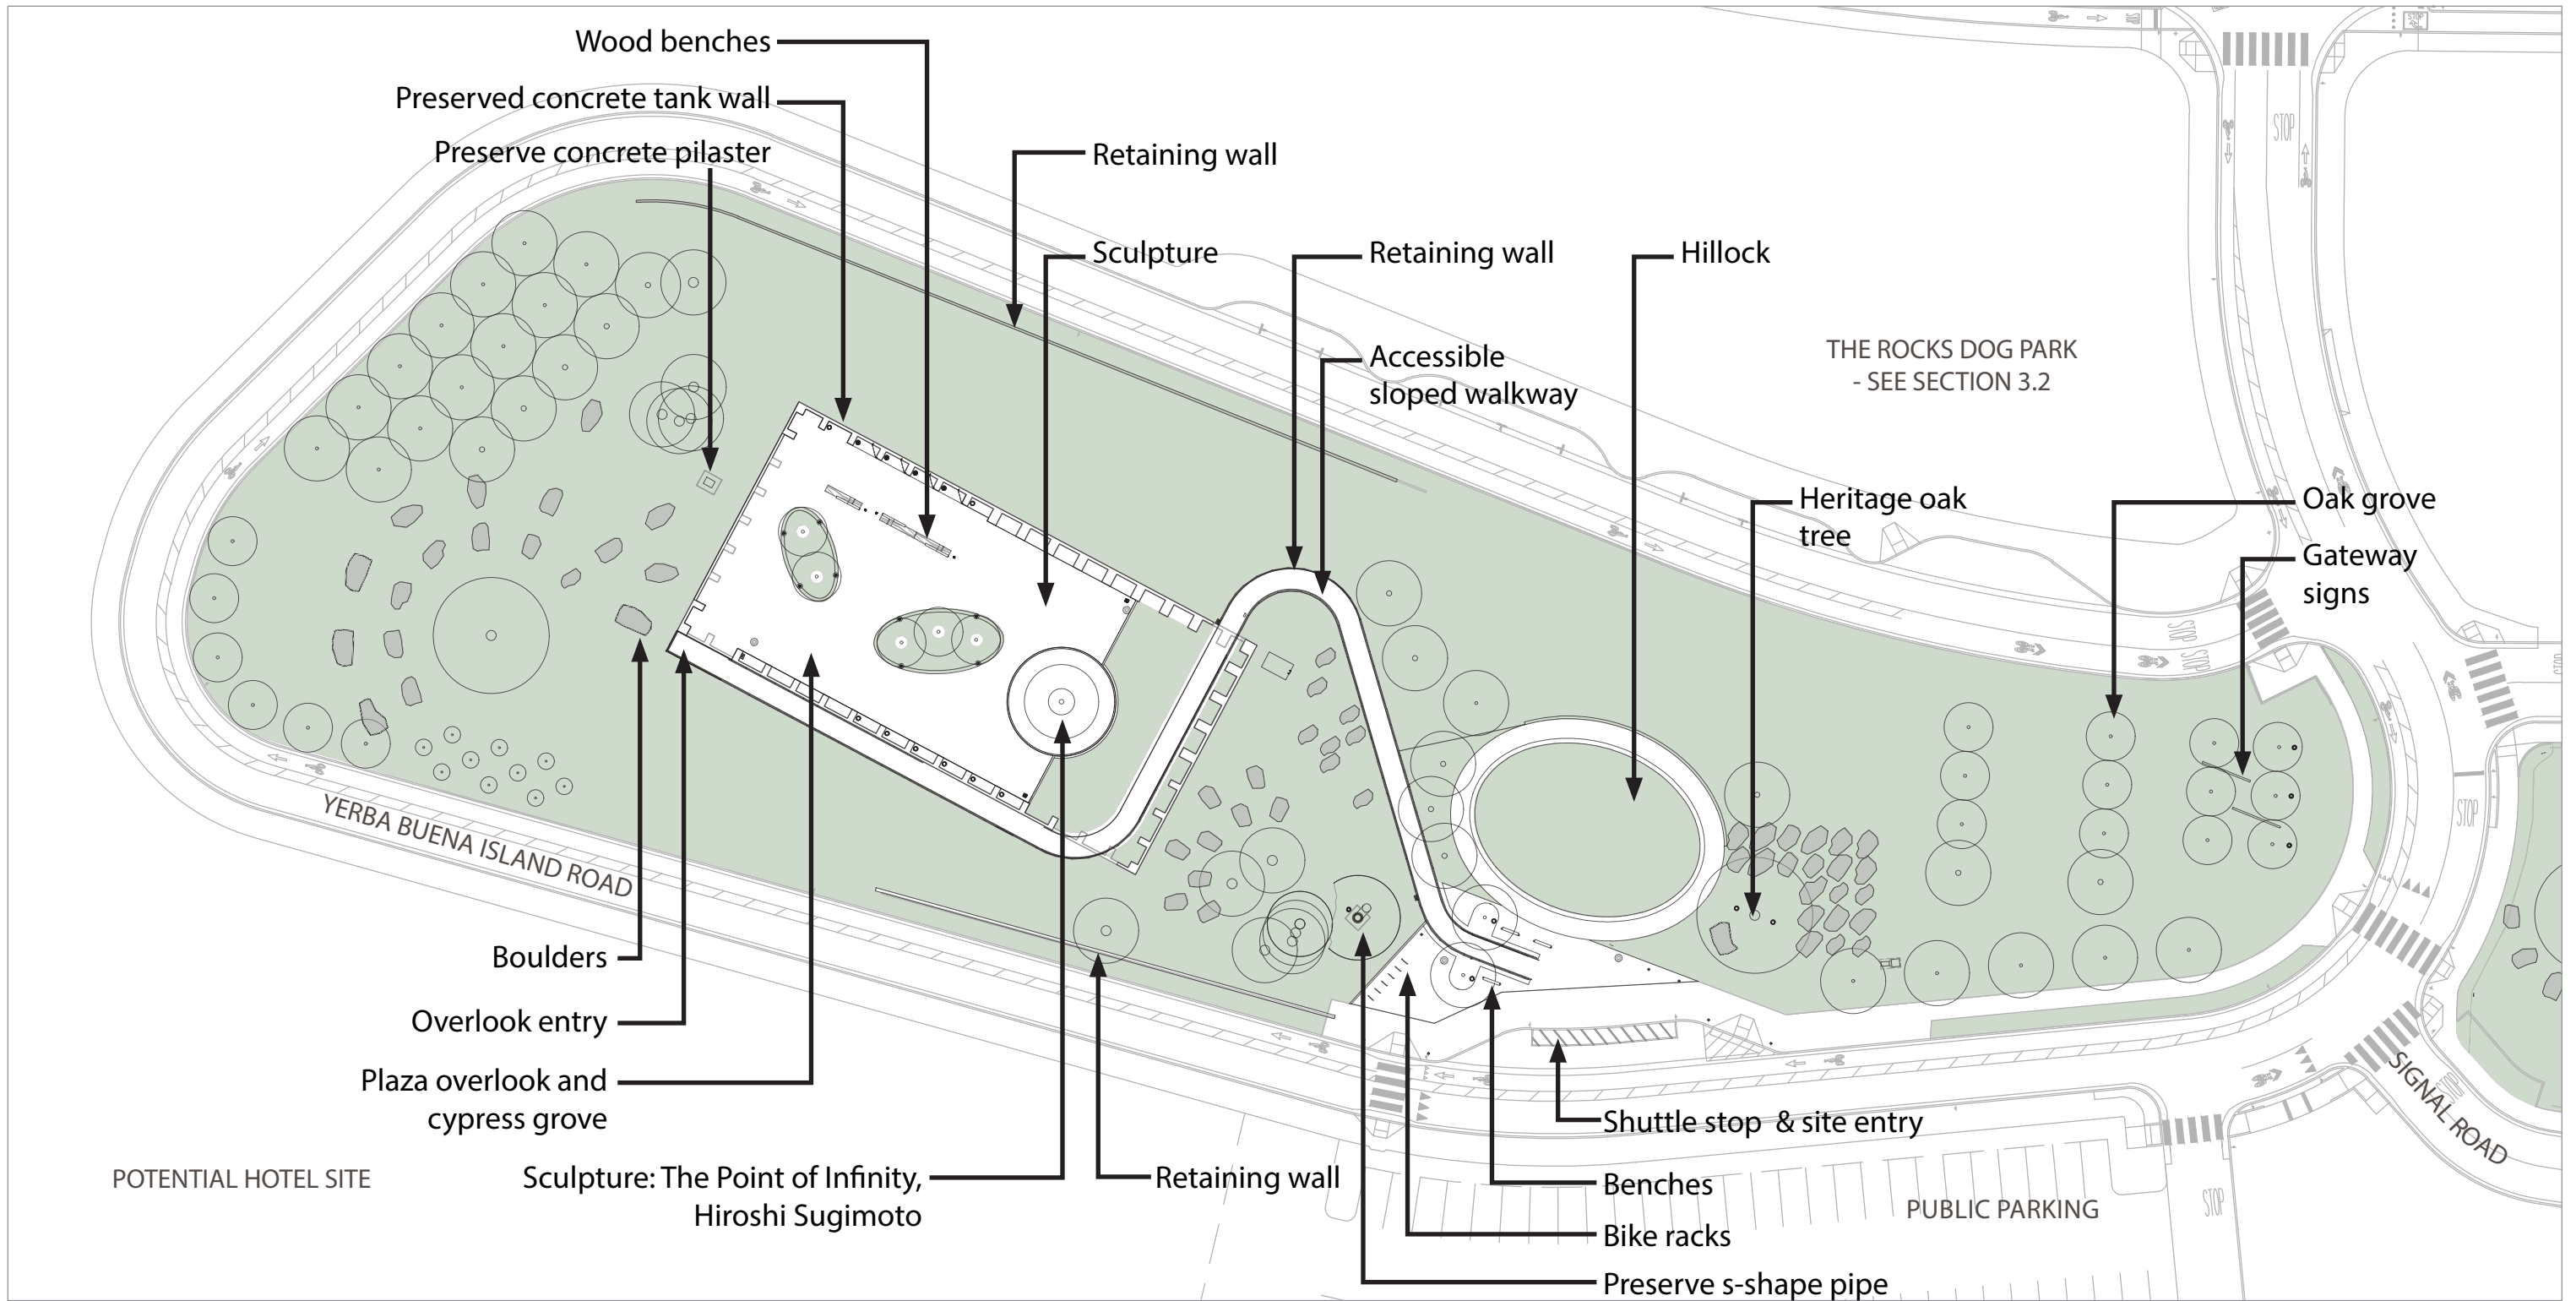 Wood benches
Preserved concrete tank wall
Preserve concrete pilaster
Retaining wall
Sculpture
Retaining wall
Hillock
Accessible
sloped walkway
THE ROCKS DOG PARK
- SEE SECTION 3.2
Heritage oak
tree
Oak grove
Gateway
signs
STOP
STOP
STOP
STOP
STOP
STOP
STOP
STOP
STOP
YERBA BUENA ISLAND ROAD
SIGNAL ROAD
Boulders
Overlook entry
Plaza overlook and
cypress grove
POTENTIAL HOTEL SITE
Sculpture: The Point of Infinity,
Hiroshi Sugimoto
Retaining wall
Shuttle stop & site entry
Benches
PUBLIC PARKING
Bike racks
Preserve s-shape pipe